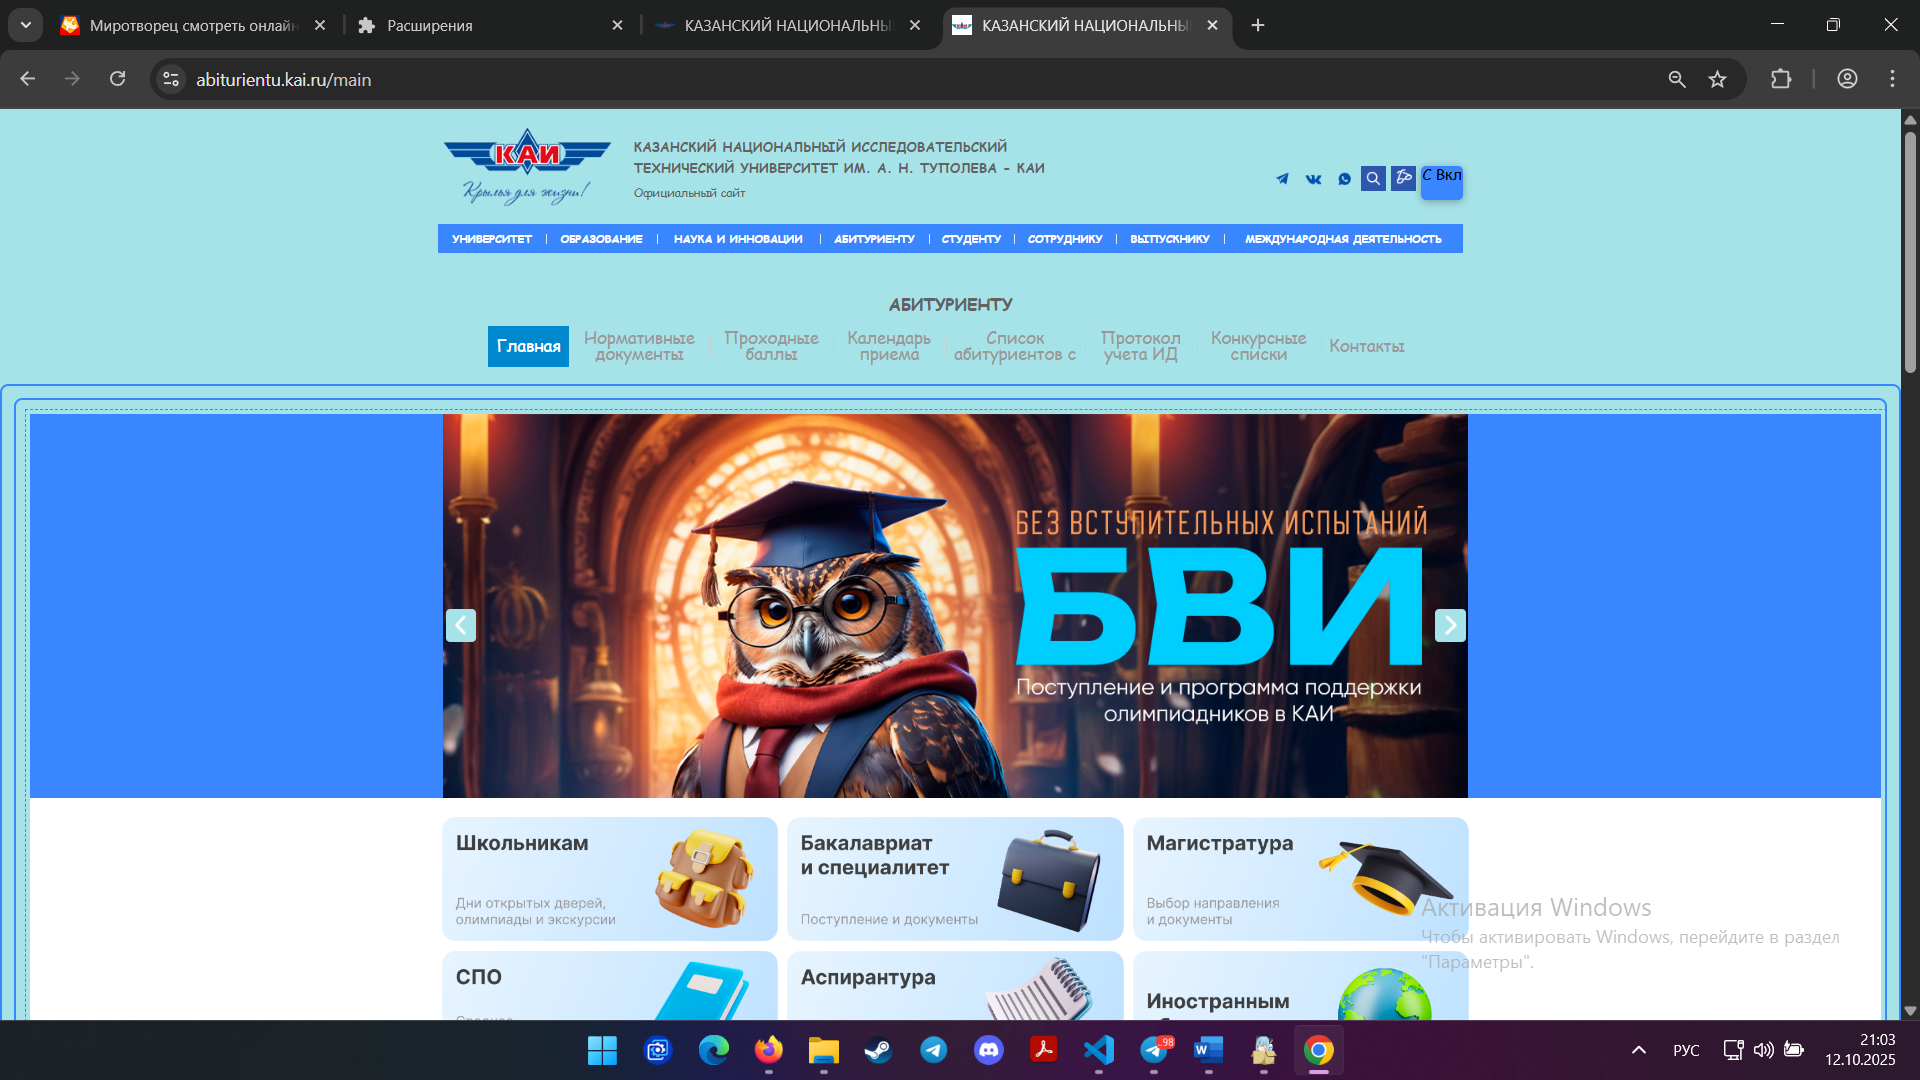 Миротворец смотреть онлайн
Расширения
КАЗАНСКИЙ НАЦИОНАЛЬНЫ
КАЗАНСКИЙ НАЦИОНАЛЬНЫ
abiturientu.kai.ru/main
КАИ
Крылья для жизни!
КАЗАНСКИЙ НАЦИОНАЛЬНЫЙ ИССЛЕДОВАТЕЛЬСКИЙ
ТЕХНИЧЕСКИЙ УНИВЕРСИТЕТ ИМ. А. Н. ТУПОЛЕВА - КАИ
Официальный сайт
С Вкл
УНИВЕРСИТЕТ
ОБРАЗОВАНИЕ
НАУКА И ИННОВАЦИИ
АБИТУРИЕНТУ
СТУДЕНТУ
СОТРУДНИКУ
ВЫПУСКНИКУ
МЕЖДУНАРОДНАЯ ДЕЯТЕЛЬНОСТЬ
АБИТУРИЕНТУ
Главная
Нормативные
документы
Проходные
баллы
Календарь
приема
Список
абитуриентов с
Протокол
учета ИД
Конкурсные
списки
Контакты
БЕЗ ВСТУПИТЕЛЬНЫХ ИСПЫТАНИЙ
БВИ
Поступление и программа поддержки
олимпиадников в КАИ
Школьникам
Дни открытых дверей,
олимпиады и экскурсии
Бакалавриат
и специалитет
Поступление и документы
Магистратура
Выбор направления
и документы
СПО
Аспирантура
Иностранным
Активация Windows
Чтобы активировать Windows, перейдите в раздел
"Параметры".
98
РУС
21:03
12.10.2025